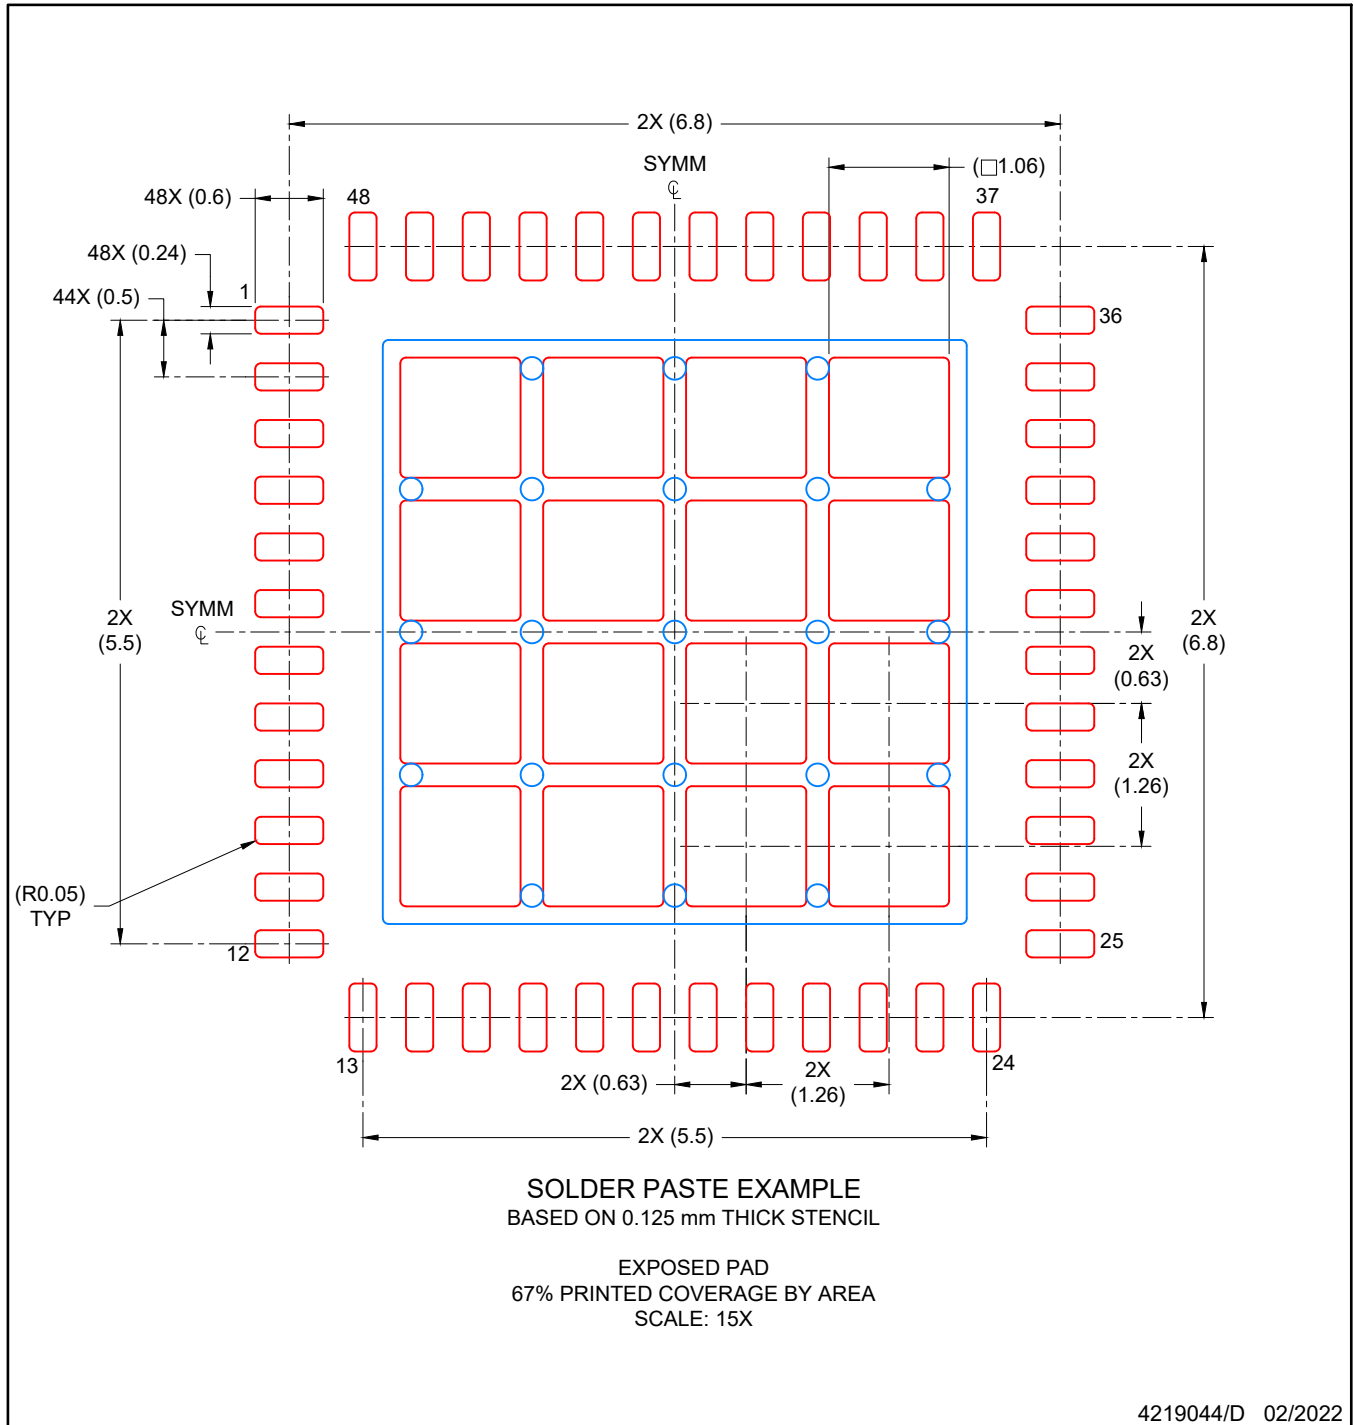 2X (6.8)
SYMM
℄
(□1.06)
48X (0.6)
48
37
48X (0.24)
44X (0.5)
1
36
SYMM
℄
2X
(5.5)
2X
(6.8)
2X
(0.63)
2X
(1.26)
(R0.05)
TYP
12
25
13
24
2X (0.63)
2X
(1.26)
2X (5.5)
SOLDER PASTE EXAMPLE
BASED ON 0.125 mm THICK STENCIL
EXPOSED PAD
67% PRINTED COVERAGE BY AREA
SCALE: 15X
4219044/D 02/2022